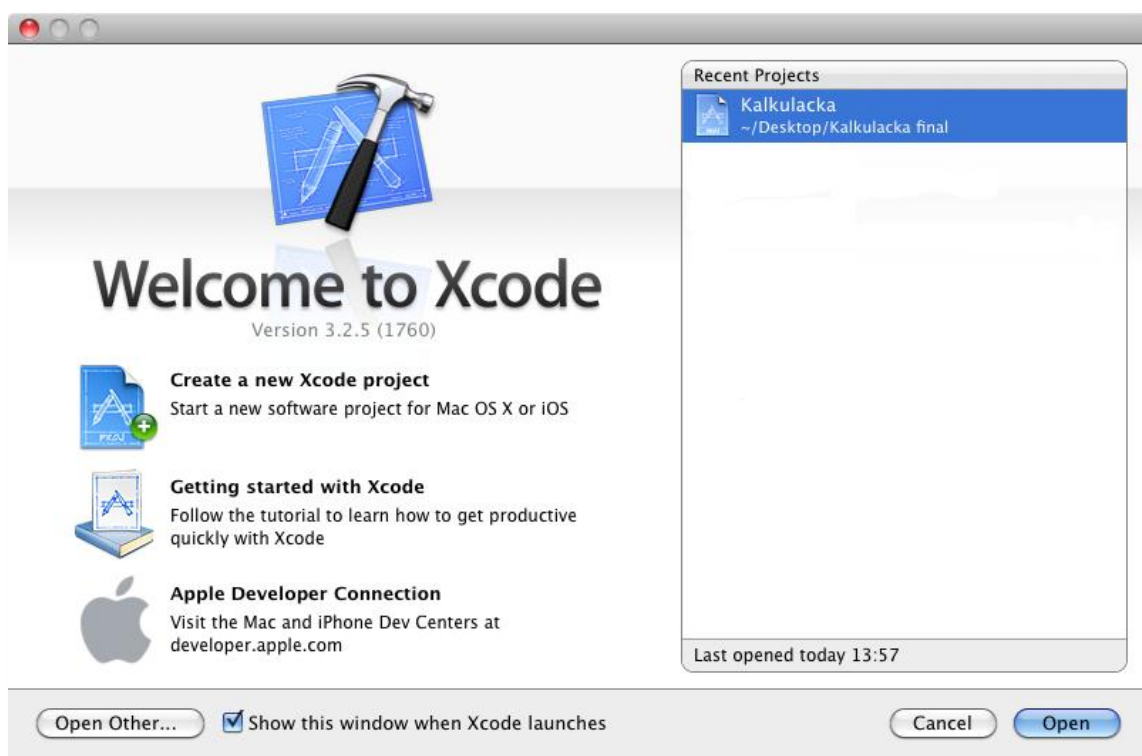 Welcome to Xcode
Version 3.2.5 (1760)
Create a new Xcode project
Start a new software project for Mac OS X or iOS
Getting started with Xcode
Follow the tutorial to learn how to get productive
quickly with Xcode
Apple Developer Connection
Visit the Mac and iPhone Dev Centers at
developer.apple.com
Recent Projects
Kalkulacka
~/Desktop/Kalkulacka final
Last opened today 13:57
Open Other...
Show this window when Xcode launches
Cancel
Open